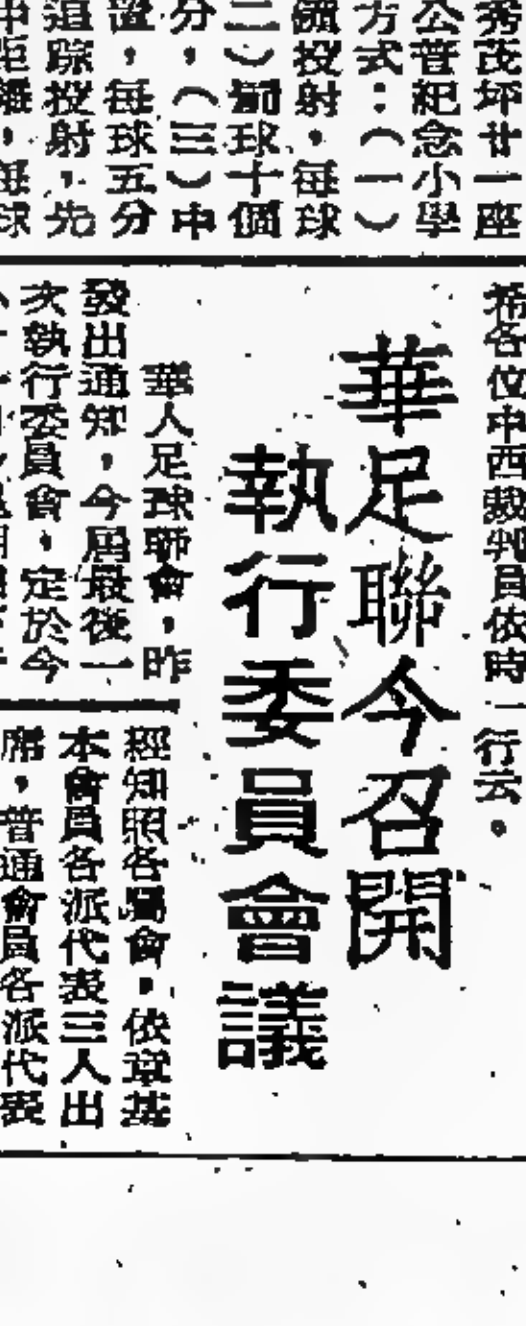 秀茂坪廿一座
公普紀念小學
方式：（一）
投射，每球
二）罰球十個
分，（三）中
置，每球五分
追踪投射，先
中距離，每球
希各位中西裁判員依時一行云。
華足聯今召開
執行委員會議
華人足球聯會，昨
發出通知，今屆最後一
次執行委員會，定於今
經知照各屬會，依章基
本會員各派代表三人出
席，普通會員各派代表